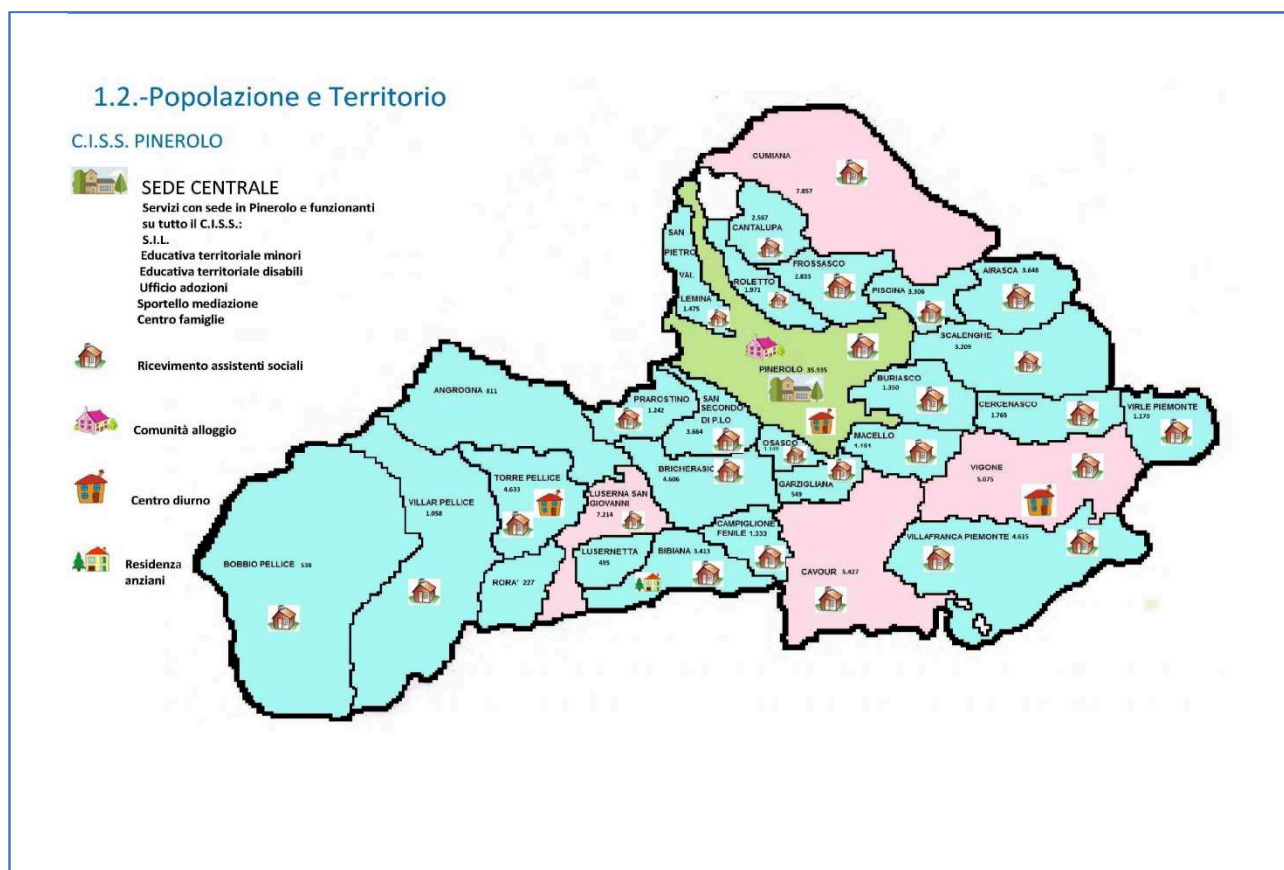 1.2.-Popolazione e Territorio
C.I.S.S. PINEROLO
SEDE CENTRALE
Servizi con sede in Pinerolo e funzionanti
su tutto il C.I.S.S.:
S.I.L.
Educativa territoriale minori
Educativa territoriale disabili
Ufficio adozioni
Sportello mediazione
Centro famiglie
Ricevimento assistenti sociali
Comunità alloggio
Centro diurno
Residenza
anziani
CUMIANA
7.857
2.567
CANTALUPA
SAN
PIETRO
VAL
LEMINA
1.475
ROLETTO
1.971
FROSSASCO
2.833
PISCINA 3.306
AIRASCA 3.648
SCALENGHE
3.209
PINEROLO 35.935
BURIASCO
1.350
CERCENASCO
1.765
VIRLE PIEMONTE
1.170
ANGROGNA 811
PRAROSTINO
1.242
SAN
SECONDO
DI P.LO
3.664
OSASCO
MACELLO
VIGONE
5.075
BRICHERASIO
4.606
GARZIGLIANA
549
TORRE PELLICE
4.633
LUSERNA SAN
GIOVANNI
7.214
VILLAR PELLICE
1.058
CAMPIGLIONE
FENILE 1.333
VILLAFRANCA PIEMONTE 4.615
LUSERNETTA
495
BIBIANA 3.413
CAVOUR 5.427
BOBBIO PELLICE 538
RORA' 227